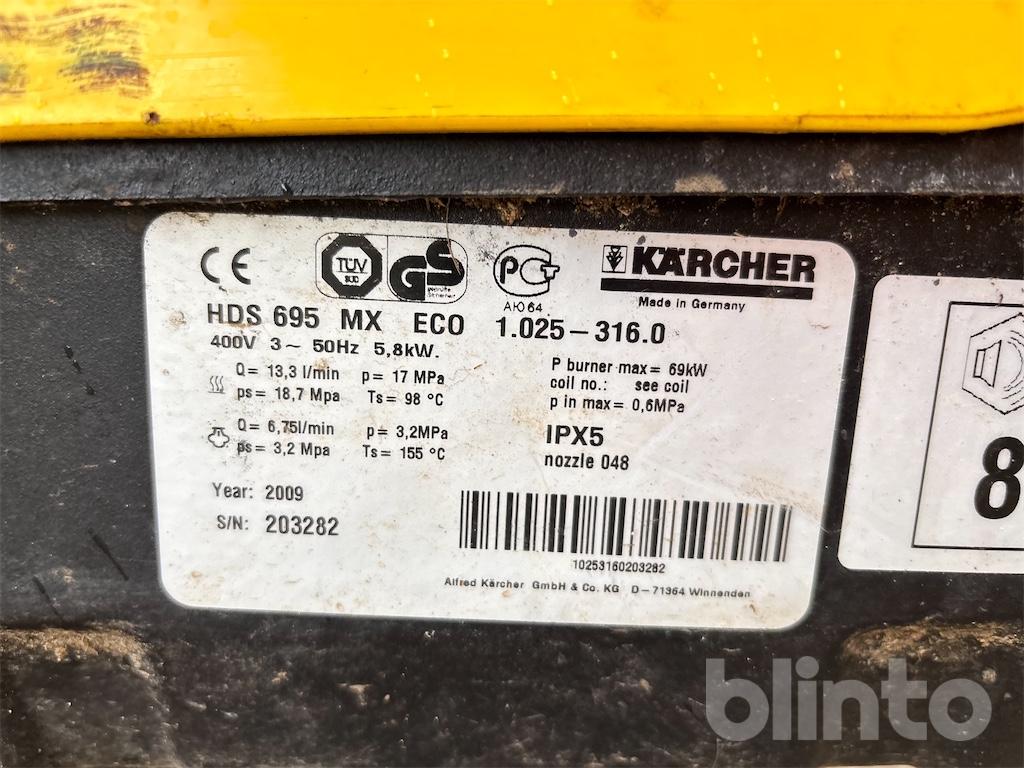 CE
TÜV
SÜD
GS
geprüfte
Sicherheit
AЮ64
KÄRCHER
Made in Germany
HDS 695 MX ECO 1.025-316.0
400V 3~ 50Hz 5,8kW.
Q = 13,3 l/min p = 17 MPa
ps = 18,7 Mpa Ts = 98 °C
Q = 6,75l/min p = 3,2MPa
ps = 3,2 Mpa Ts = 155 °C
P burner max = 69kW
coil no.: see coil
p in max = 0,6MPa
IPX5
nozzle 048
Year: 2009
S/N: 203282
10253160203282
Alfred Kärcher GmbH & Co. KG D-71364 Winnenden
8
blinto